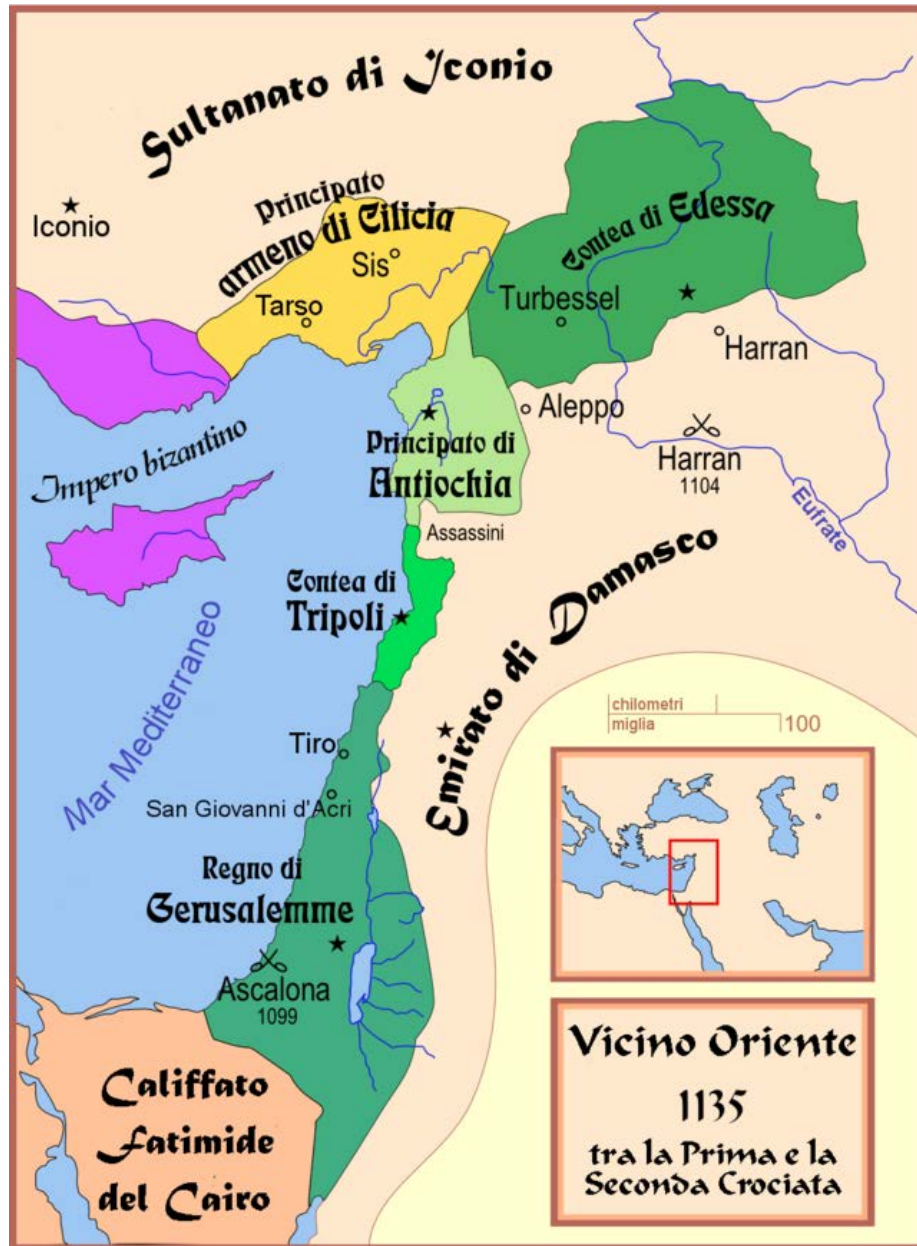 Sultanato di Iconio
Iconio
Principato
armeno di Cilicia
Sis
Tarso
Contea di Edessa
Turbessel
Harran
Aleppo
Principato di
Antiochia
Harran
1104
Eufrate
Impero bizantino
Assassini
Contea di
Tripoli
Emirato di Damasco
Mar Mediterraneo
chilometri
miglia
100
Tiro
San Giovanni d'Acri
Regno di
Gerusalemme
Ascalona
1099
Califfato
Fatimide
del Cairo
Vicino Oriente
1135
tra la Prima e la
Seconda Crociata